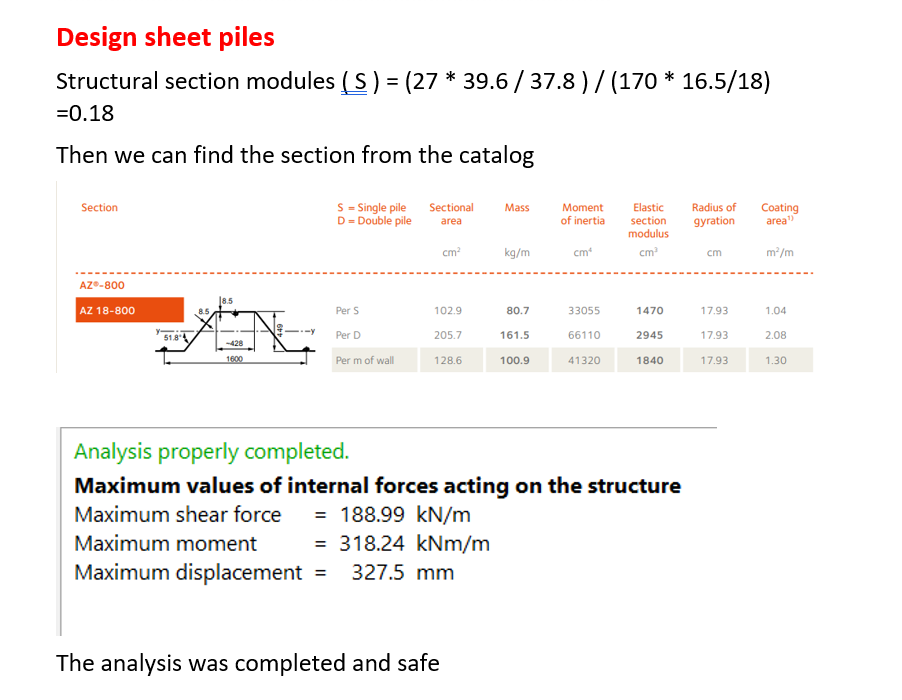 Design sheet piles
Structural section modules ( S ) = (27 * 39.6 / 37.8 ) / (170 * 16.5/18)
=0.18
Then we can find the section from the catalog
Section S = Single pile Sectional Mass Moment Elastic Radius of Coating
D = Double pile area of inertia section gyration area¹⁾
modulus
cm² kg/m cm⁴ cm³ cm m²/m
AZ®-800
AZ 18-800
8.5
8.5
y
y
51.8°
~428
449
1600
Per S 102.9 80.7 33055 1470 17.93 1.04
Per D 205.7 161.5 66110 2945 17.93 2.08
Per m of wall 128.6 100.9 41320 1840 17.93 1.30
Analysis properly completed.
Maximum values of internal forces acting on the structure
Maximum shear force = 188.99 kN/m
Maximum moment = 318.24 kNm/m
Maximum displacement = 327.5 mm
The analysis was completed and safe